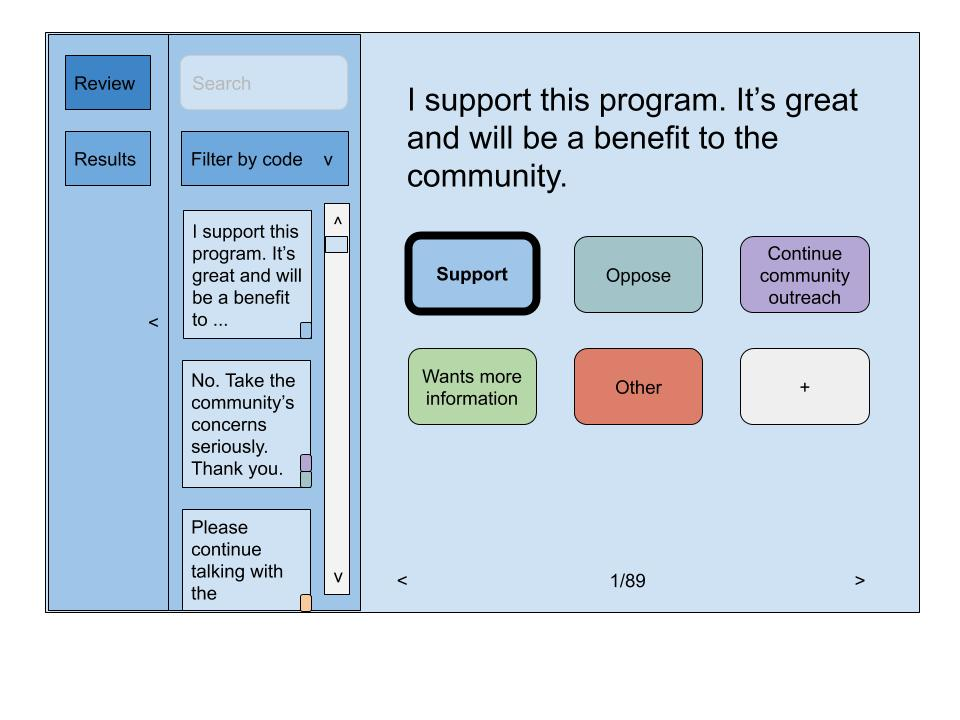 Review
Results
<
Search
Filter by code v
I support this
program. It’s
great and will
be a benefit
to ...
No. Take the
community’s
concerns
seriously.
Thank you.
Please
continue
talking with
the
^
v
I support this program. It’s great
and will be a benefit to the
community.
Support
Oppose
Continue
community
outreach
Wants more
information
Other
+
<
1/89
>